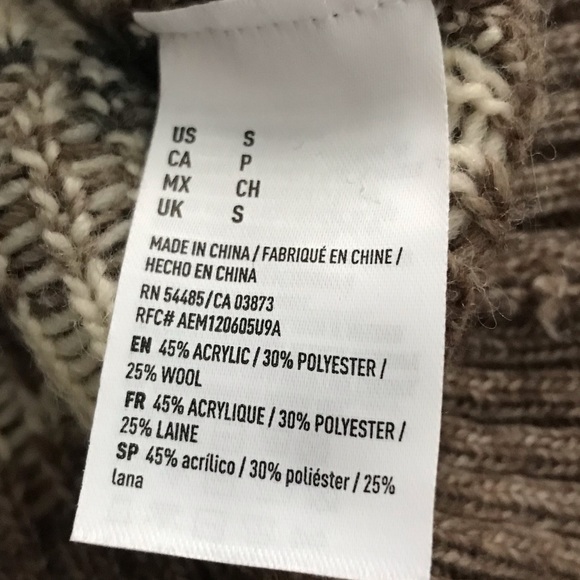 US S
CA P
MX CH
UK S
MADE IN CHINA / FABRIQUÉ EN CHINE /
HECHO EN CHINA
RN 54485/CA 03873
RFC# AEM120605U9A
EN 45% ACRYLIC / 30% POLYESTER /
25% WOOL
FR 45% ACRYLIQUE / 30% POLYESTER /
25% LAINE
SP 45% acrílico / 30% poliéster / 25%
lana